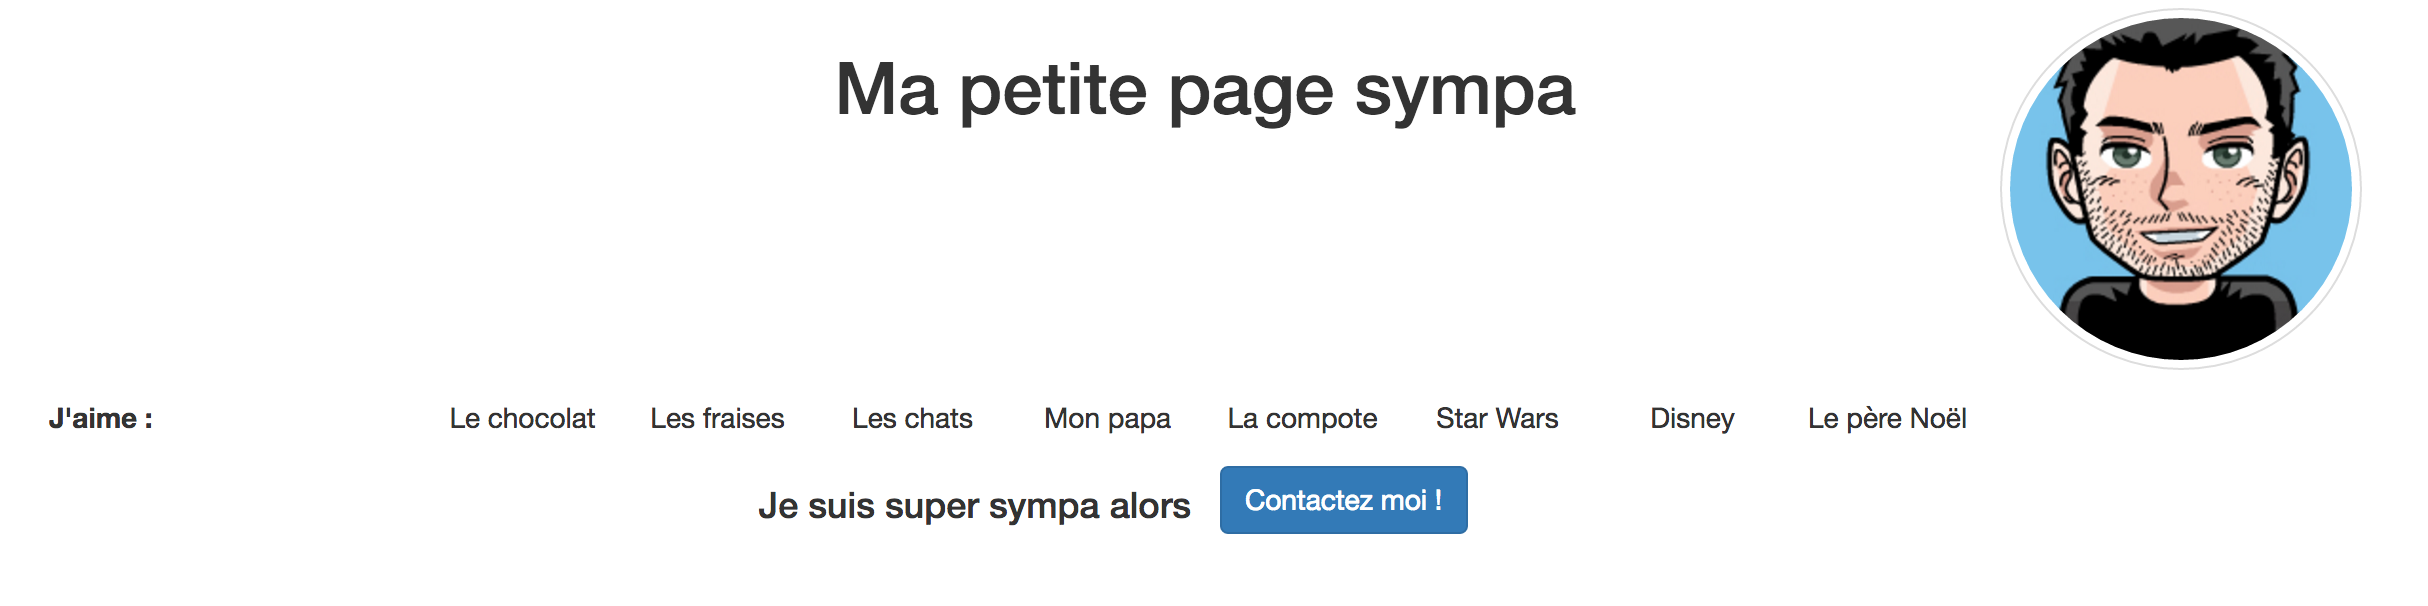 Ma petite page sympa
J'aime : Le chocolat Les fraises Les chats Mon papa La compote Star Wars Disney Le père Noël
Je suis super sympa alors Contactez moi !